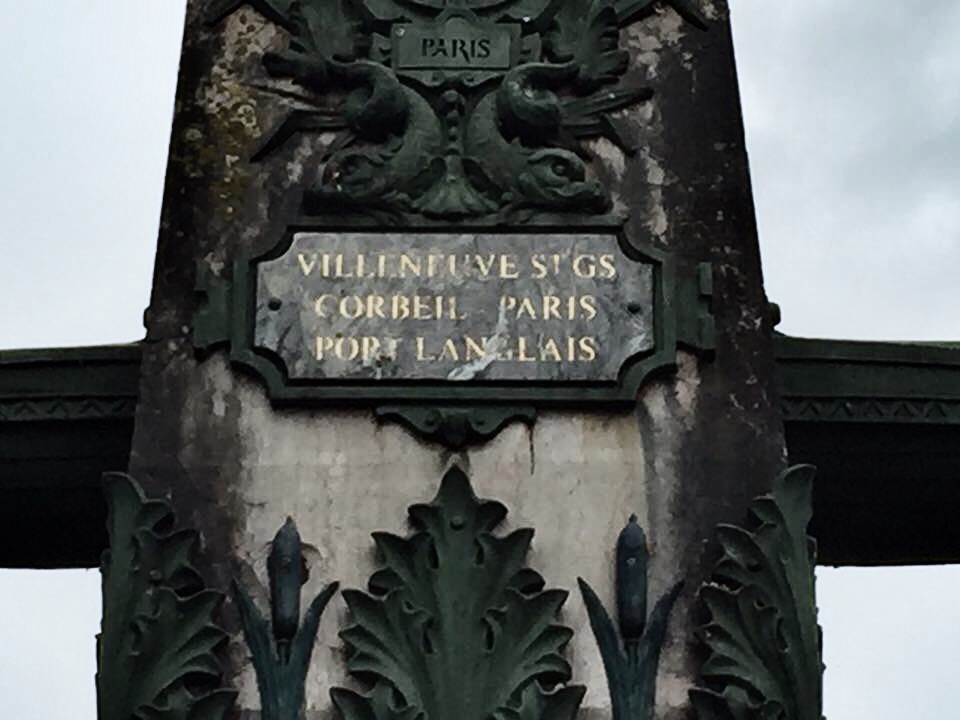 PARIS
VILLENEUVE ST GS
CORBEIL - PARIS
PORT LANGLAIS